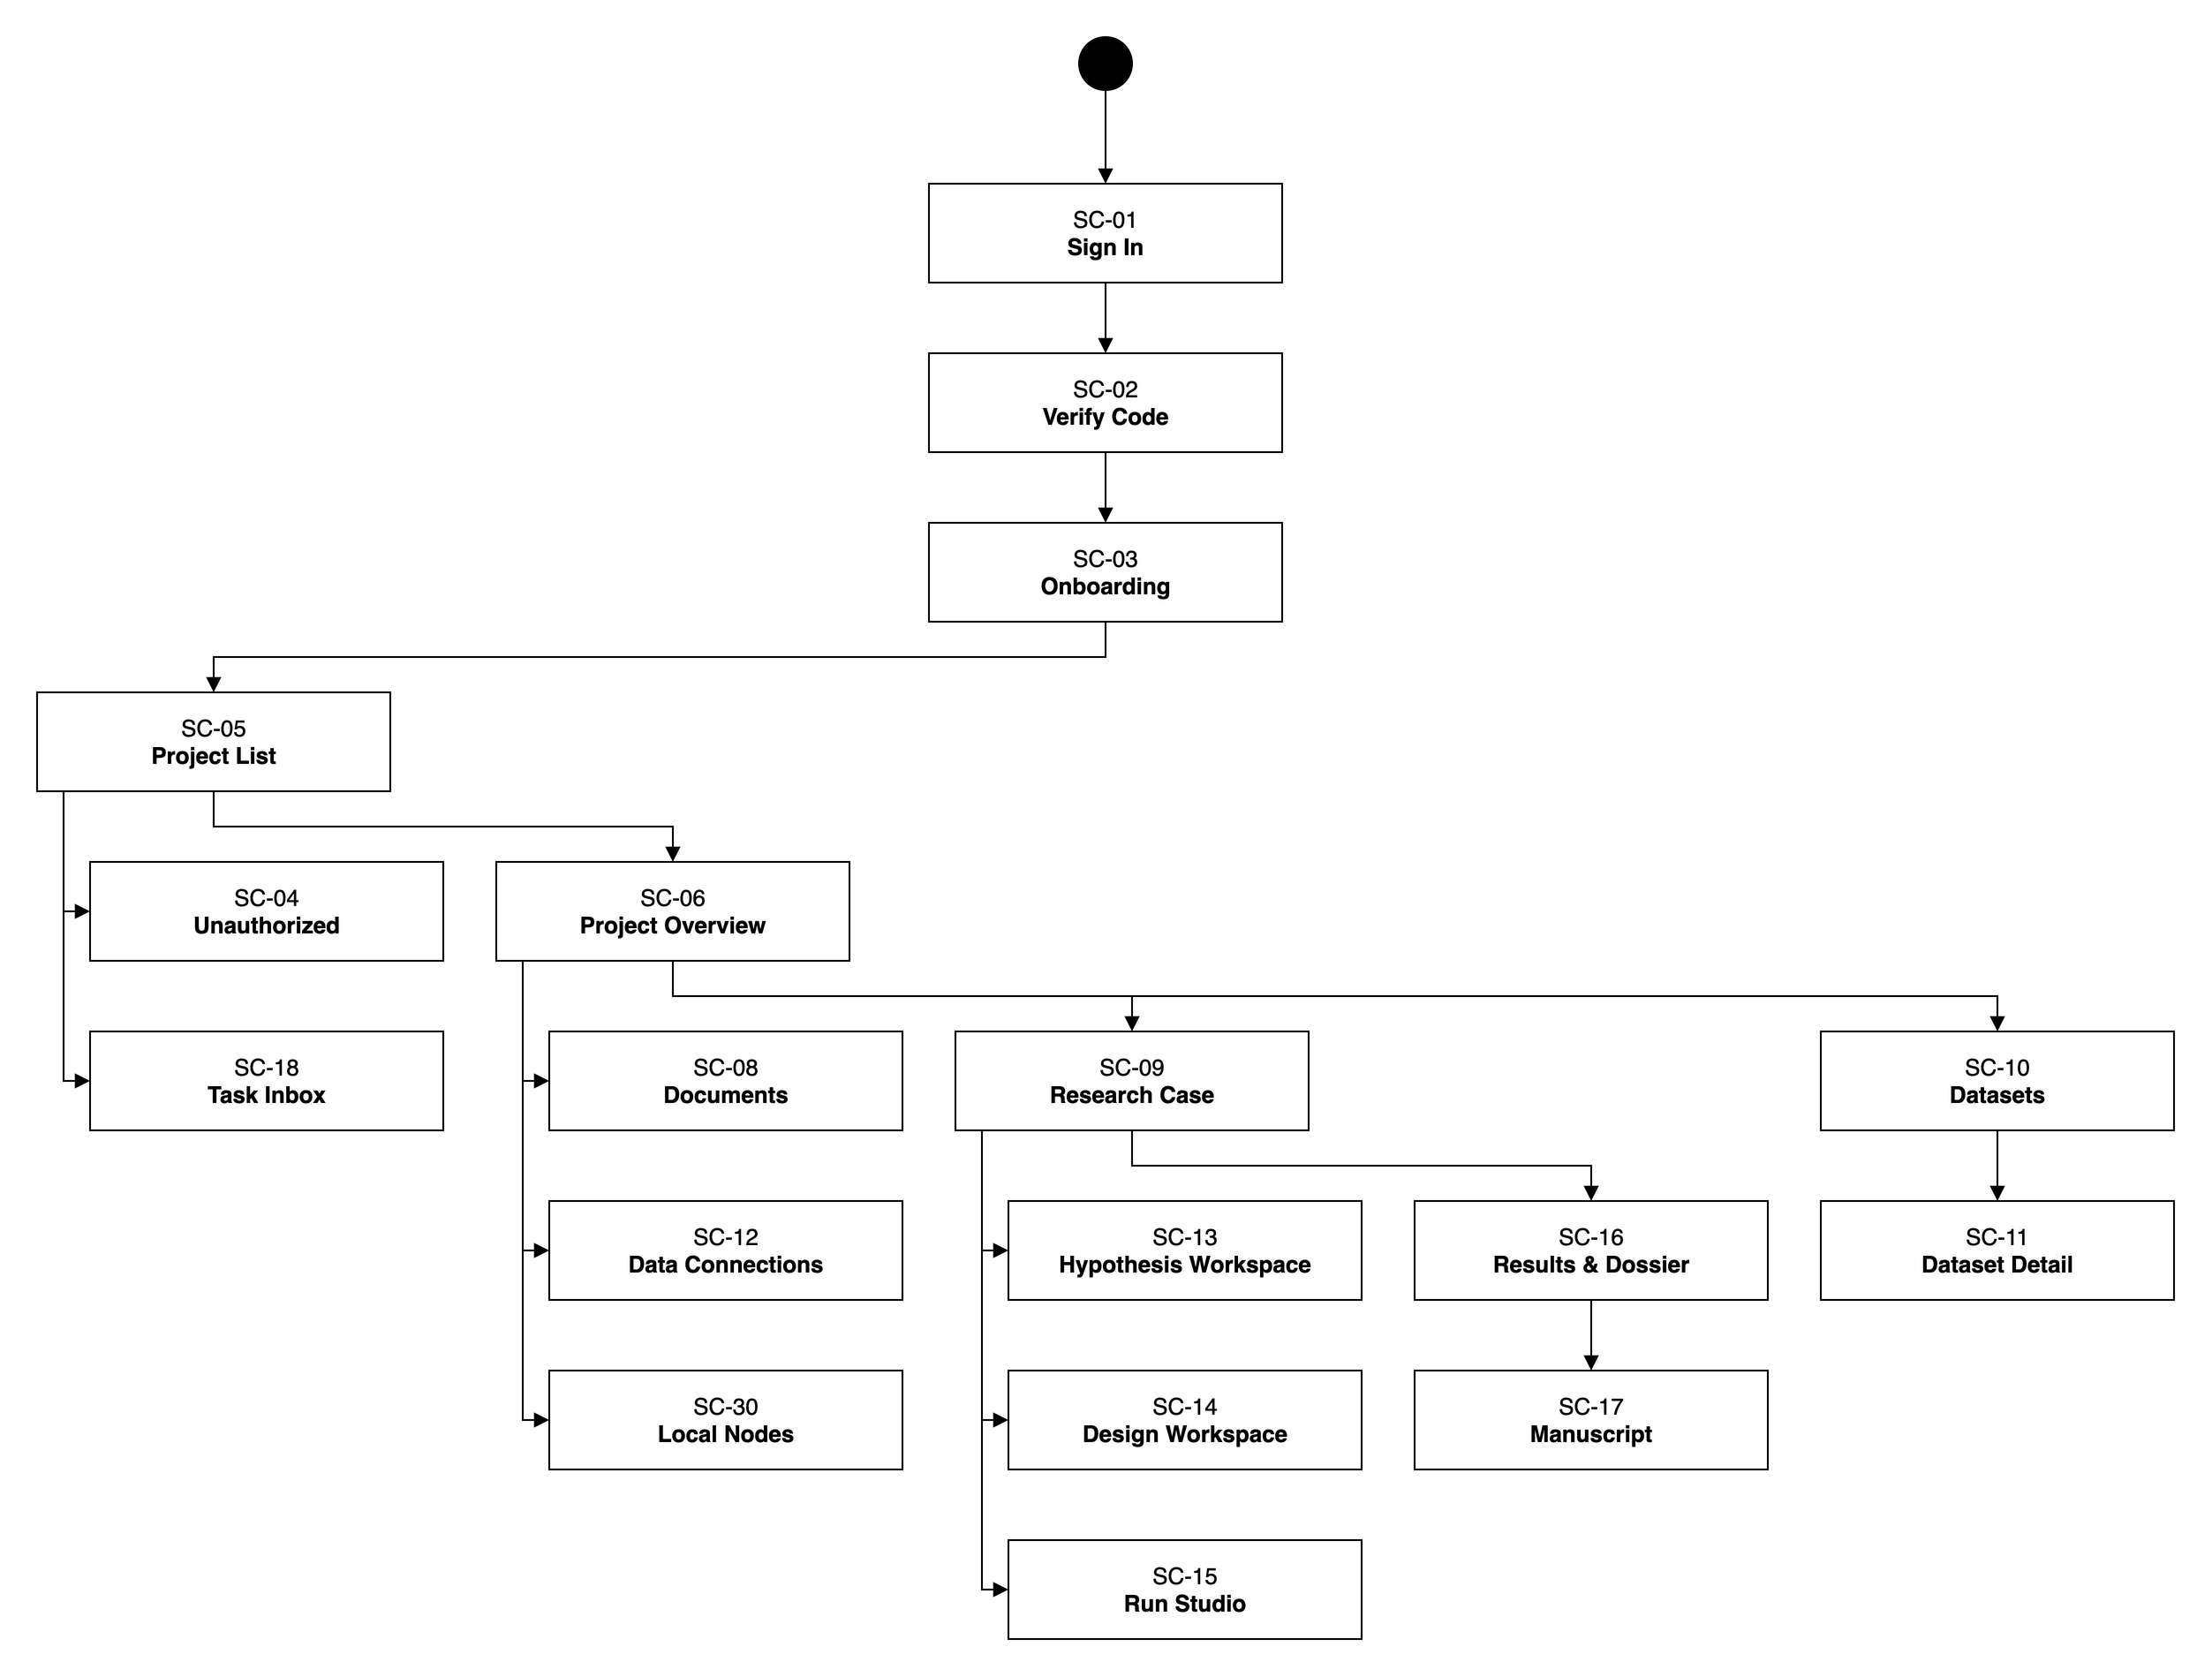 SC-01
Sign In
SC-02
Verify Code
SC-03
Onboarding
SC-05
Project List
SC-04
Unauthorized
SC-06
Project Overview
SC-18
Task Inbox
SC-08
Documents
SC-09
Research Case
SC-10
Datasets
SC-12
Data Connections
SC-13
Hypothesis Workspace
SC-16
Results & Dossier
SC-11
Dataset Detail
SC-30
Local Nodes
SC-14
Design Workspace
SC-17
Manuscript
SC-15
Run Studio